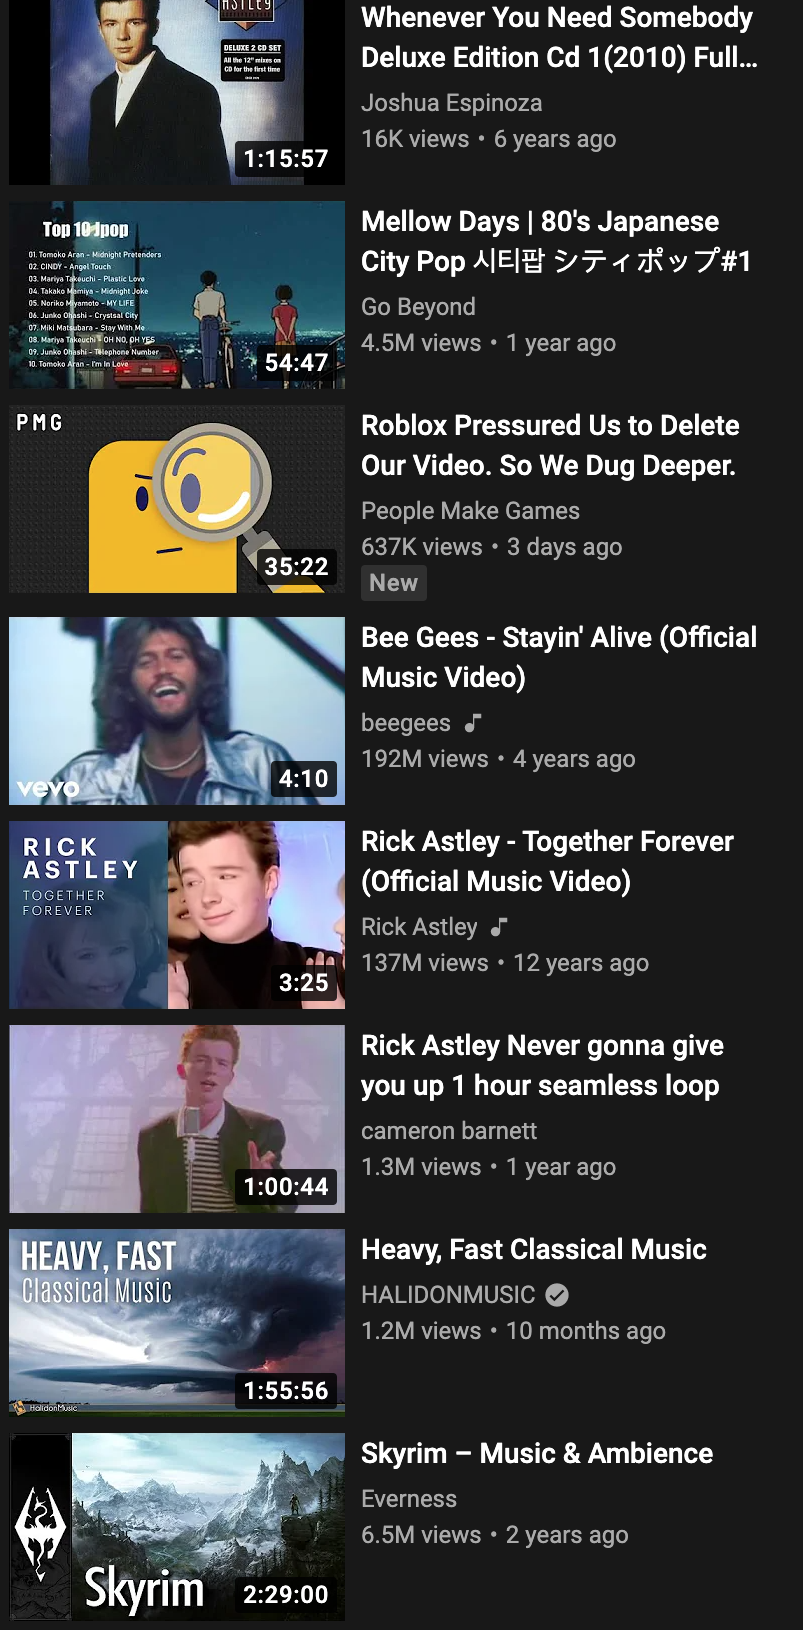 ASTLEY
DELUXE 2 CD SET
All the 12" mixes on
CD for the first time
1:15:57
Whenever You Need Somebody
Deluxe Edition Cd 1(2010) Full...
Joshua Espinoza
16K views • 6 years ago
Top 10 Jpop
01. Tomoko Aran - Midnight Pretenders
02. CINDY - Angel Touch
03. Mariya Takeuchi - Plastic Love
04. Takako Mamiya - Midnight Joke
05. Noriko Miyamoto - MY LIFE
06. Junko Ohashi - Crystsal City
07. Miki Matsubara - Stay With Me
08. Mariya Takeuchi - OH NO, OH YES
09. Junko Ohashi - Telephone Number
10. Tomoko Aran - I'm In Love
54:47
Mellow Days | 80's Japanese
City Pop 시티팝 シティポップ#1
Go Beyond
4.5M views • 1 year ago
PMG
35:22
Roblox Pressured Us to Delete
Our Video. So We Dug Deeper.
People Make Games
637K views • 3 days ago
New
vevo
4:10
Bee Gees - Stayin' Alive (Official
Music Video)
beegees
192M views • 4 years ago
RICK
ASTLEY
TOGETHER
FOREVER
3:25
Rick Astley - Together Forever
(Official Music Video)
Rick Astley
137M views • 12 years ago
1:00:44
Rick Astley Never gonna give
you up 1 hour seamless loop
cameron barnett
1.3M views • 1 year ago
HEAVY, FAST
Classical Music
HalidonMusic
1:55:56
Heavy, Fast Classical Music
HALIDONMUSIC
1.2M views • 10 months ago
Skyrim
2:29:00
Skyrim – Music & Ambience
Everness
6.5M views • 2 years ago